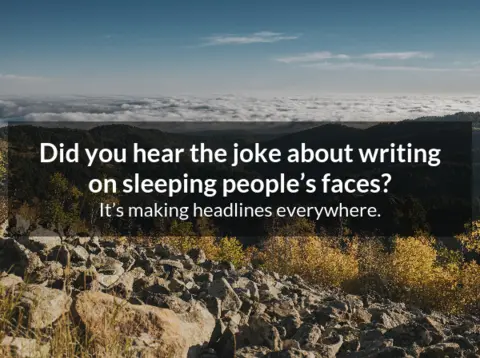 Did you hear the joke about writing
on sleeping people’s faces?
It’s making headlines everywhere.